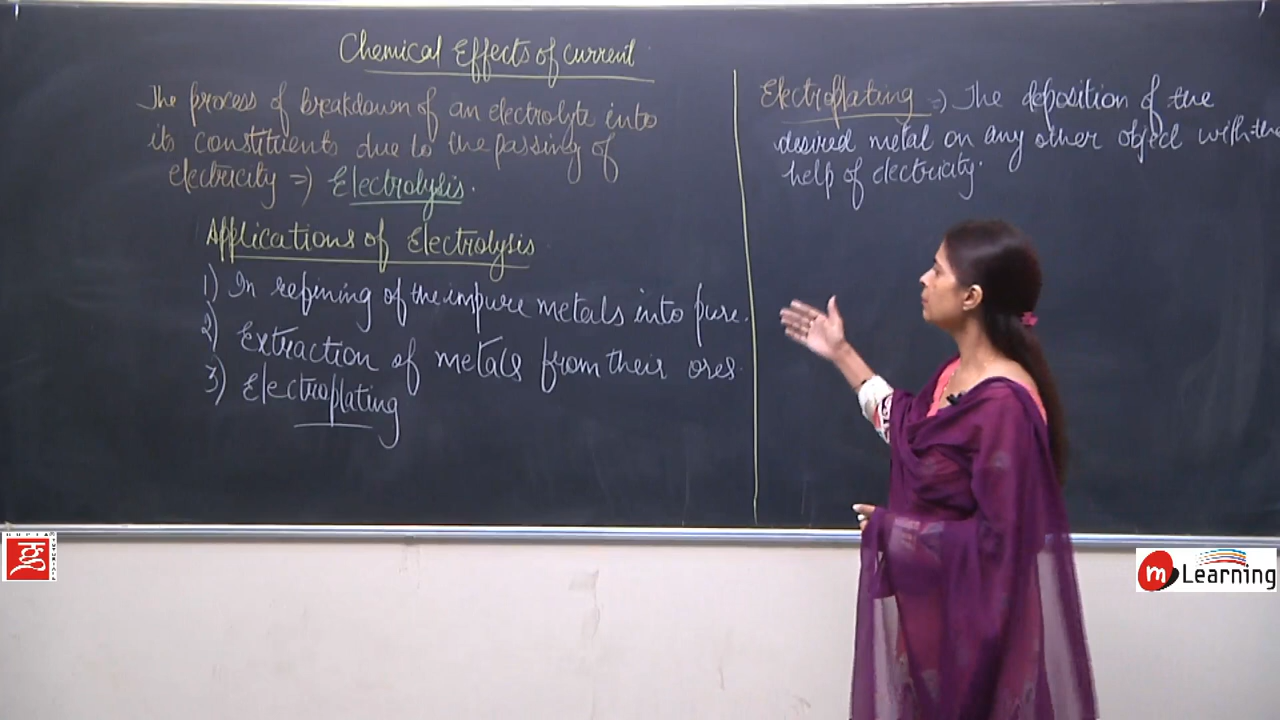 Chemical Effects of current
The process of breakdown of an electrolyte into
its constituents due to the passing of
electricity => Electrolysis.
Applications of Electrolysis
1) In refining of the impure metals into pure.
2) Extraction of metals from their ores.
3) Electroplating
Electroplating => The deposition of the
desired metal on any other object with the
help of electricity.
GUPTA
TUTORIALS
ग
m Learning